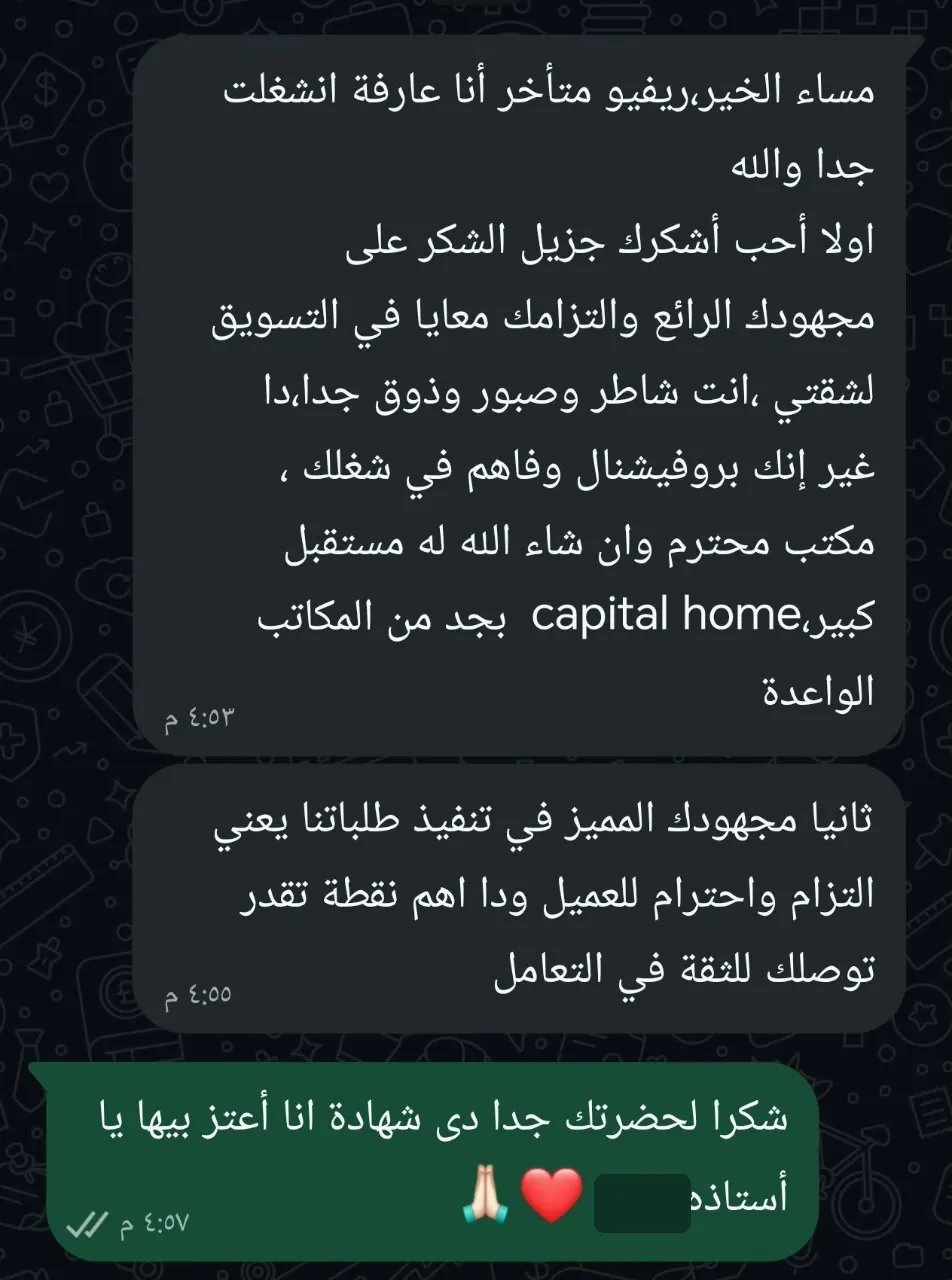 مساء الخير،ريفيو متأخر أنا عارفة انشغلت
جدا والله
اولا أحب أشكرك جزيل الشكر على
مجهودك الرائع والتزامك معايا في التسويق
لشقتي ،انت شاطر وصبور وذوق جدا،دا
غير إنك بروفيشنال وفاهم في شغلك ،
مكتب محترم وان شاء الله له مستقبل
كبير،capital home بجد من المكاتب
الواعدة
٤:٥٣ م
ثانيا مجهودك المميز في تنفيذ طلباتنا يعني
التزام واحترام للعميل ودا اهم نقطة تقدر
توصلك للثقة في التعامل
٤:٥٥ م
شكرا لحضرتك جدا دى شهادة انا أعتز بيها يا
أستاذه ❤️🙏🏻
٤:٥٧ م